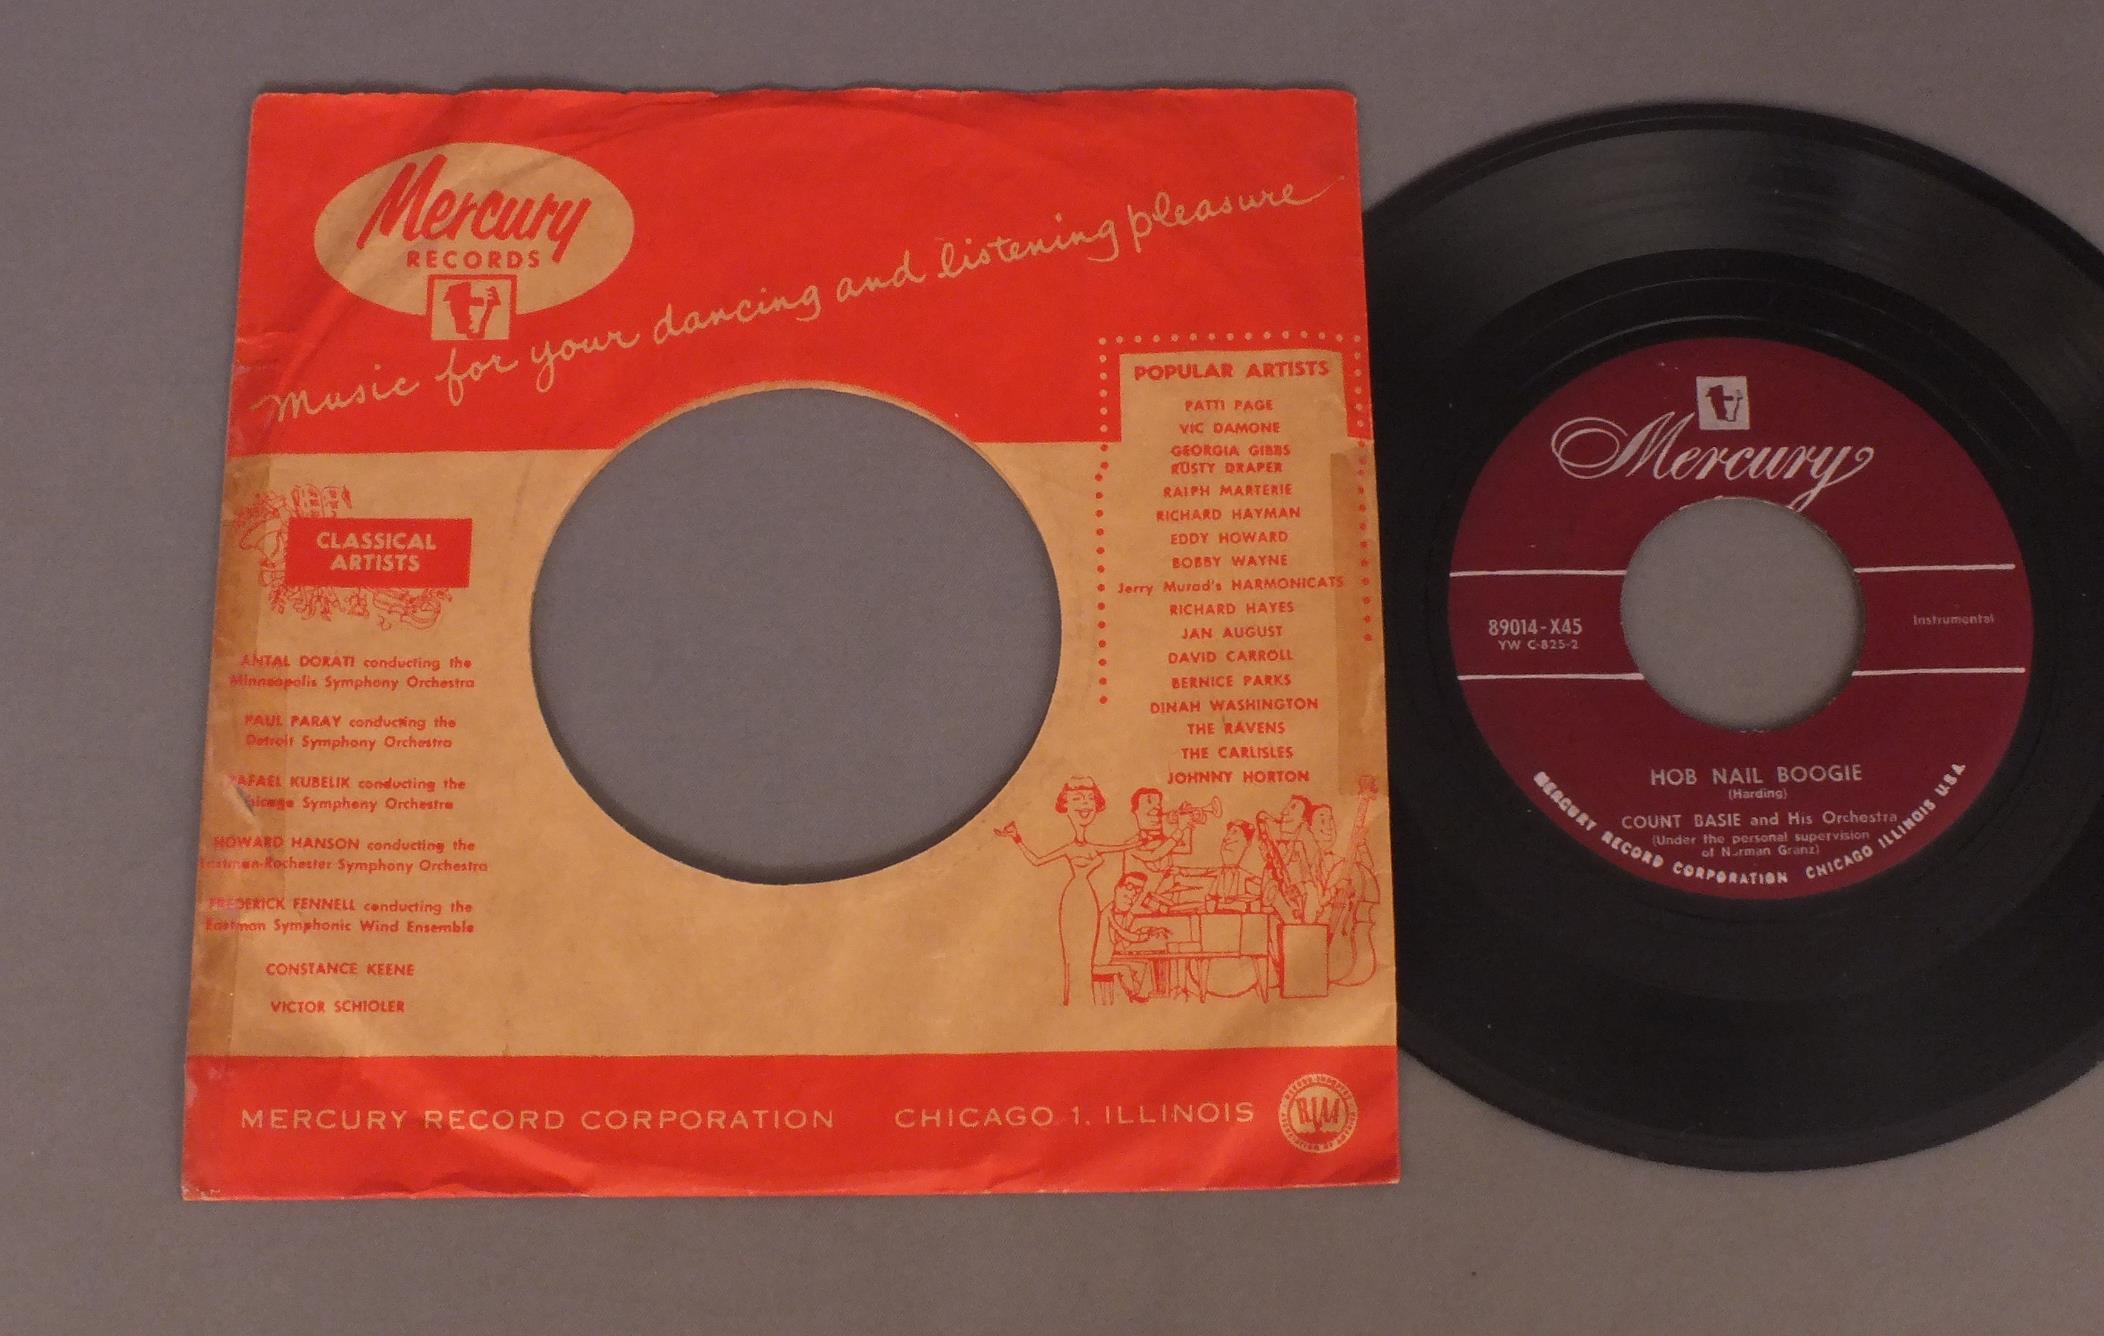 Mercury
RECORDS
Music for your dancing and listening pleasure
POPULAR ARTISTS
PATTI PAGE
VIC DAMONE
GEORGIA GIBBS
RUSTY DRAPER
RALPH MARTERIE
RICHARD HAYMAN
EDDY HOWARD
BOBBY WAYNE
Jerry Murad's HARMONICATS
RICHARD HAYES
JAN AUGUST
DAVID CARROLL
BERNICE PARKS
DINAH WASHINGTON
THE RAVENS
THE CARLISLES
JOHNNY HORTON
CLASSICAL
ARTISTS
ANTAL DORATI conducting the
Minneapolis Symphony Orchestra
PAUL PARAY conducting the
Detroit Symphony Orchestra
RAFAEL KUBELIK conducting the
Chicago Symphony Orchestra
HOWARD HANSON conducting the
Eastman-Rochester Symphony Orchestra
FREDERICK FENNELL conducting the
Eastman Symphonic Wind Ensemble
CONSTANCE KEENE
VICTOR SCHIOLER
MERCURY RECORD CORPORATION CHICAGO 1, ILLINOIS
Mercury
89014-X45
YW C-825-2
Instrumental
HOB NAIL BOOGIE
(Harding)
COUNT BASIE and His Orchestra
(Under the personal supervision
of Norman Granz)
MERCURY RECORD CORPORATION CHICAGO ILLINOIS U.S.A.